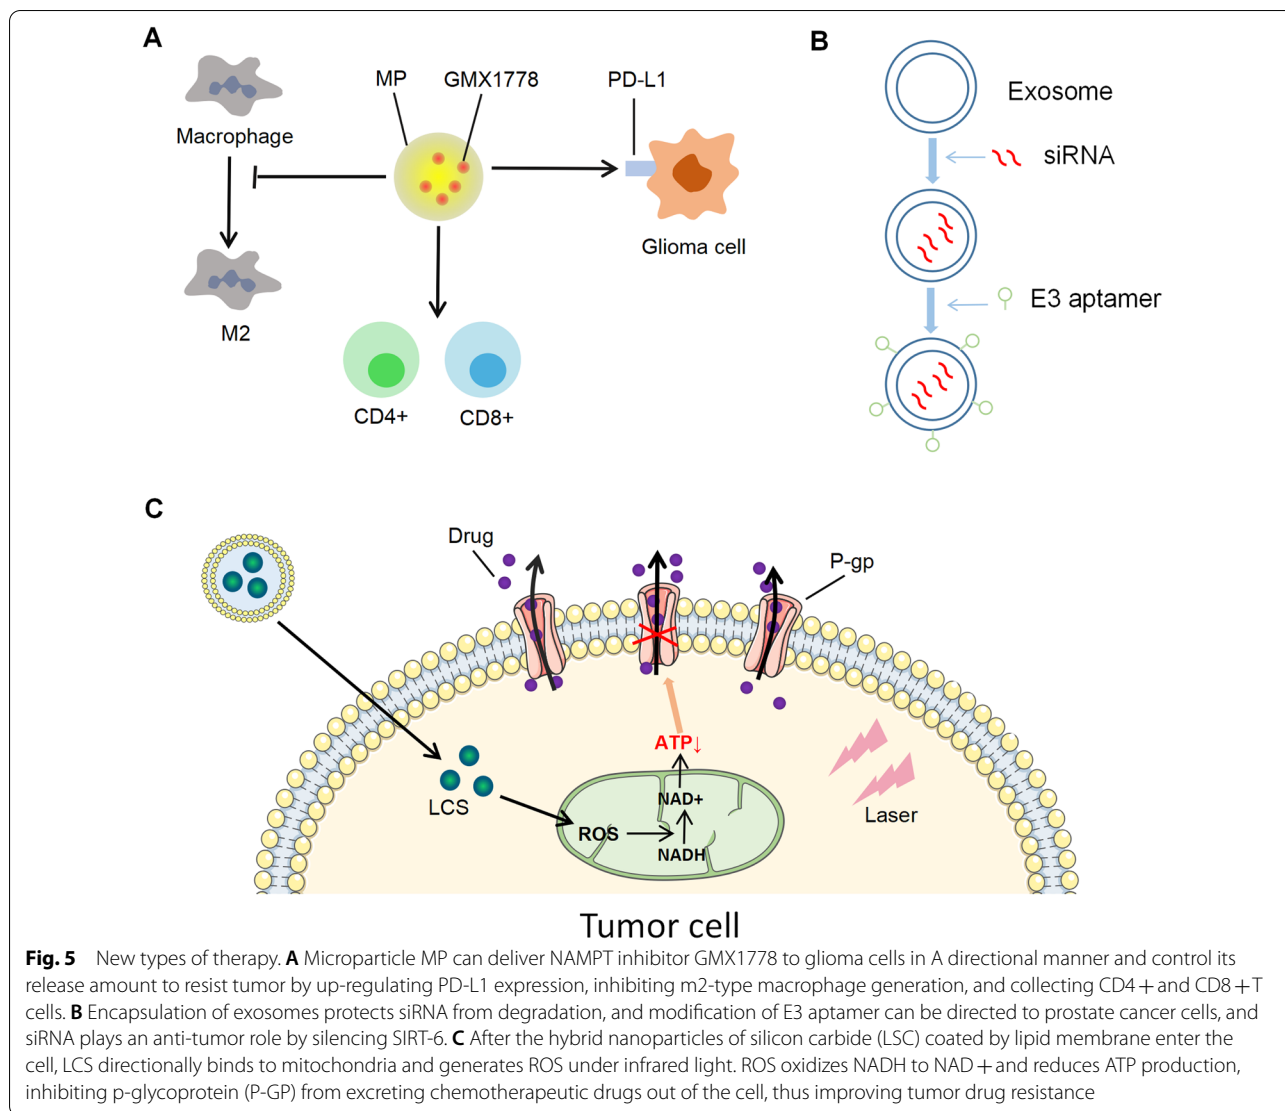 A
Macrophage
M2
MP
GMX1778
PD-L1
Glioma cell
CD4+
CD8+
B
Exosome
siRNA
E3 aptamer
C
Drug
P-gp
ATP↓
NAD+
ROS
NADH
LCS
Laser
Tumor cell
Fig. 5 New types of therapy. A Microparticle MP can deliver NAMPT inhibitor GMX1778 to glioma cells in A directional manner and control its
release amount to resist tumor by up-regulating PD-L1 expression, inhibiting m2-type macrophage generation, and collecting CD4+and CD8+T
cells. B Encapsulation of exosomes protects siRNA from degradation, and modification of E3 aptamer can be directed to prostate cancer cells, and
siRNA plays an anti-tumor role by silencing SIRT-6. C After the hybrid nanoparticles of silicon carbide (LSC) coated by lipid membrane enter the
cell, LCS directionally binds to mitochondria and generates ROS under infrared light. ROS oxidizes NADH to NAD+and reduces ATP production,
inhibiting p-glycoprotein (P-GP) from excreting chemotherapeutic drugs out of the cell, thus improving tumor drug resistance